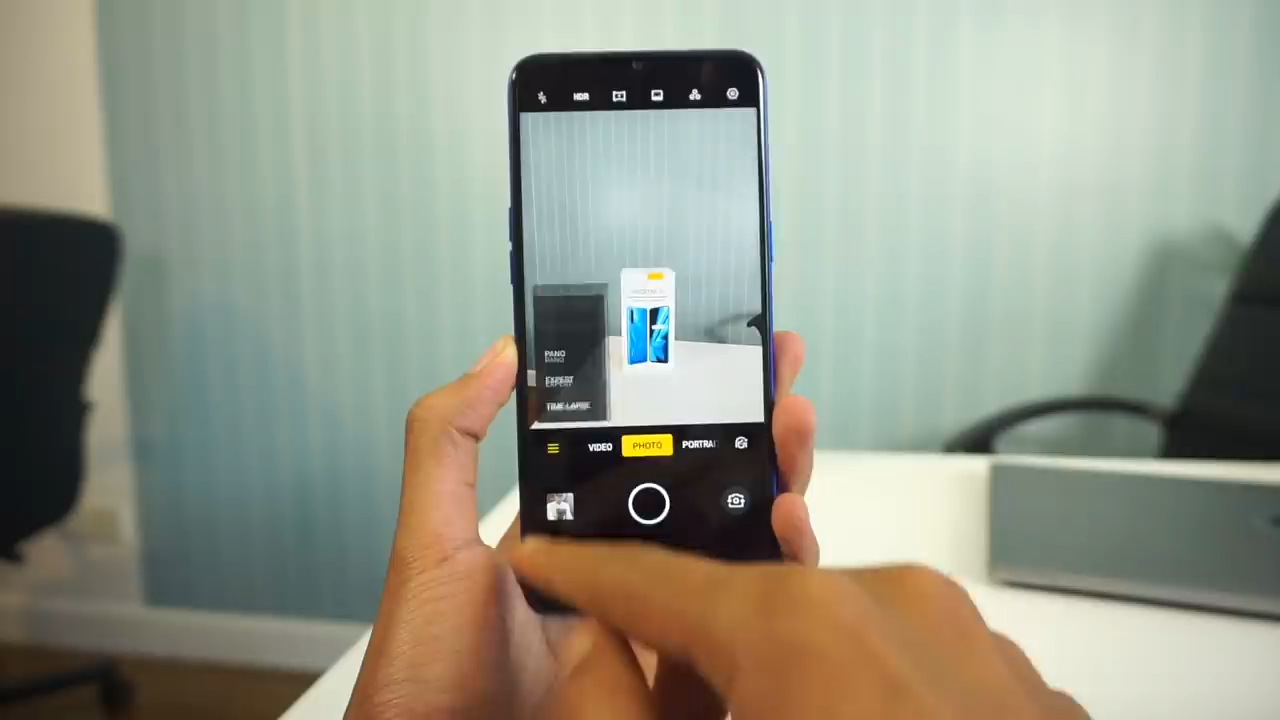 HDR
PANO
EXPERT
TIME-LAPSE
VIDEO PHOTO PORTRAI